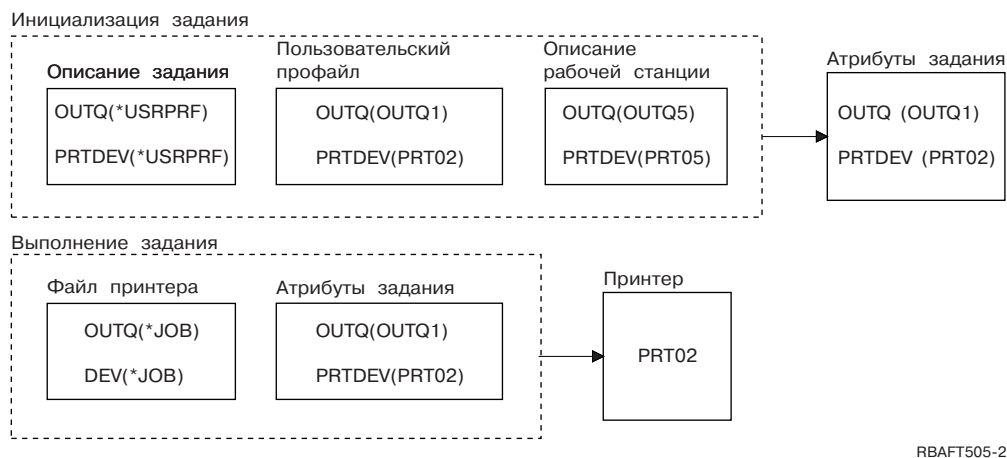 Инициализация задания
Описание задания
OUTQ(*USRPRF)
PRTDEV(*USRPRF)
Пользовательский
профайл
OUTQ(OUTQ1)
PRTDEV(PRT02)
Описание
рабочей станции
OUTQ(OUTQ5)
PRTDEV(PRT05)
Атрибуты задания
OUTQ (OUTQ1)
PRTDEV (PRT02)
Выполнение задания
Файл принтера
OUTQ(*JOB)
DEV(*JOB)
Атрибуты задания
OUTQ(OUTQ1)
PRTDEV(PRT02)
Принтер
PRT02
RBAFT505-2